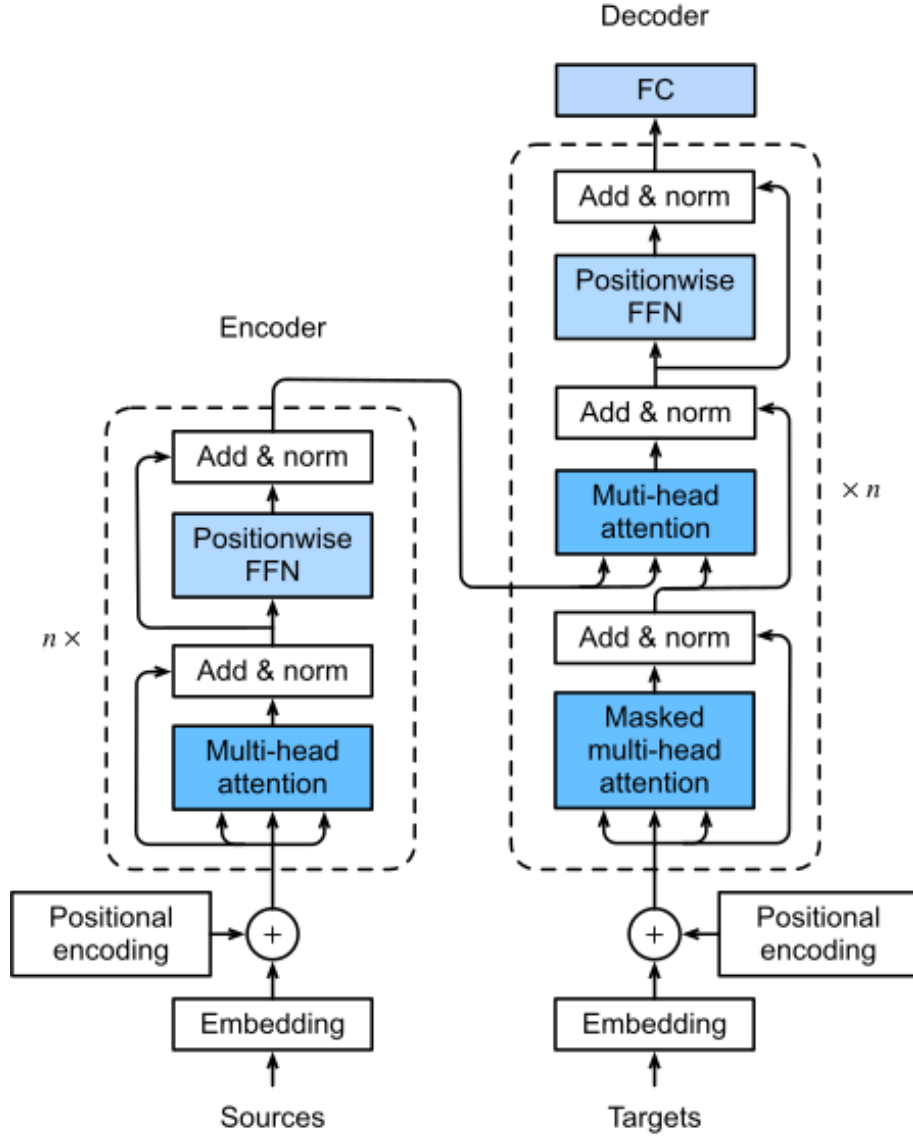 Decoder
FC
Add & norm
Positionwise
FFN
Encoder
Add & norm
Add & norm
Muti-head
attention
× n
Positionwise
FFN
n ×
Add & norm
Add & norm
Multi-head
attention
Masked
multi-head
attention
Positional
encoding
+
+
Positional
encoding
Embedding
Embedding
Sources
Targets